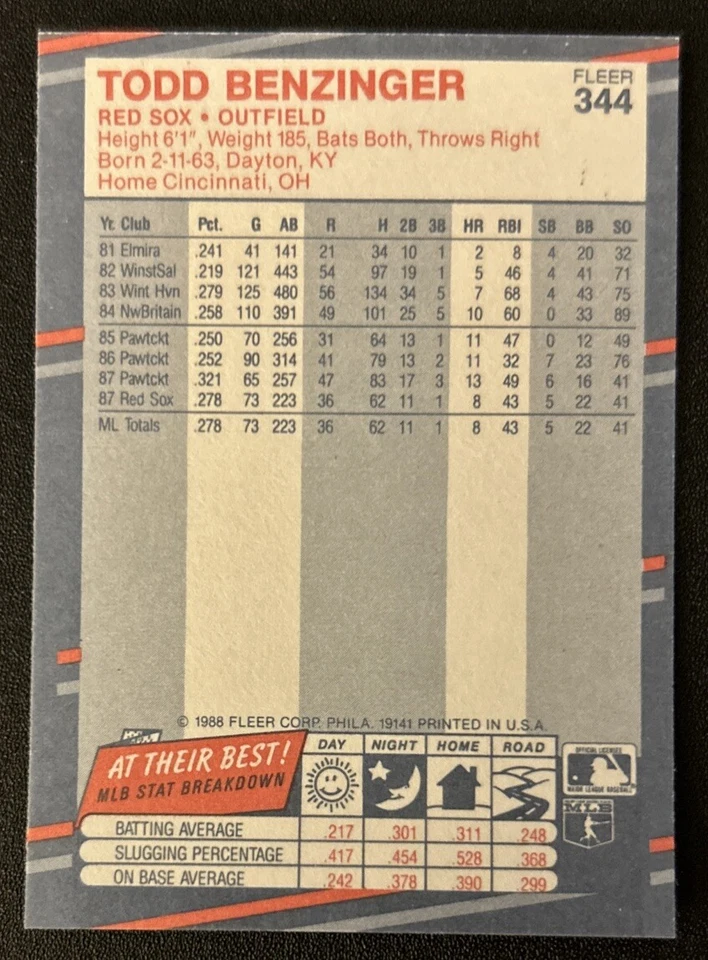 TODD BENZINGER
FLEER
344
RED SOX • OUTFIELD
Height 6'1", Weight 185, Bats Both, Throws Right
Born 2-11-63, Dayton, KY
Home Cincinnati, OH
Yr. Club Pct. G AB R H 2B 3B HR RBI SB BB SO
81 Elmira .241 41 141 21 34 10 1 2 8 4 20 32
82 WinstSal .219 121 443 54 97 19 1 5 46 4 41 71
83 Wint Hvn .279 125 480 56 134 34 5 7 68 4 43 75
84 NwBritain .258 110 391 49 101 25 5 10 60 0 33 89
85 Pawtckt .250 70 256 31 64 13 1 11 47 0 12 49
86 Pawtckt .252 90 314 41 79 13 2 11 32 7 23 76
87 Pawtckt .321 65 257 47 83 17 3 13 49 6 16 41
87 Red Sox .278 73 223 36 62 11 1 8 43 5 22 41
ML Totals .278 73 223 36 62 11 1 8 43 5 22 41
© 1988 FLEER CORP. PHILA. 19141 PRINTED IN U.S.A.
AT THEIR BEST!
MLB STAT BREAKDOWN
DAY NIGHT HOME ROAD
OFFICIAL LICENSEE
MAJOR LEAGUE BASEBALL
MLB
BATTING AVERAGE .217 .301 .311 .248
SLUGGING PERCENTAGE .417 .454 .528 .368
ON BASE AVERAGE .242 .378 .390 .299